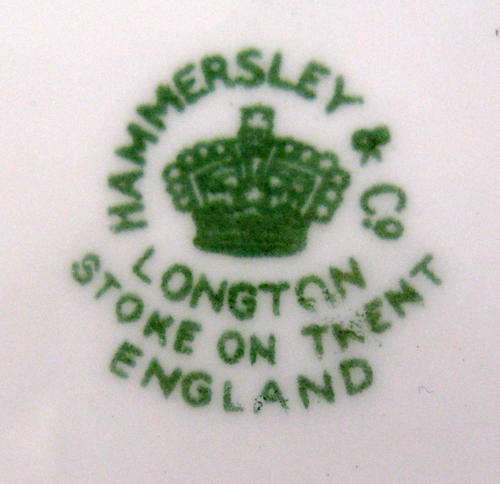 HAMMERSLEY & Co
LONGTON
STOKE ON TRENT
ENGLAND